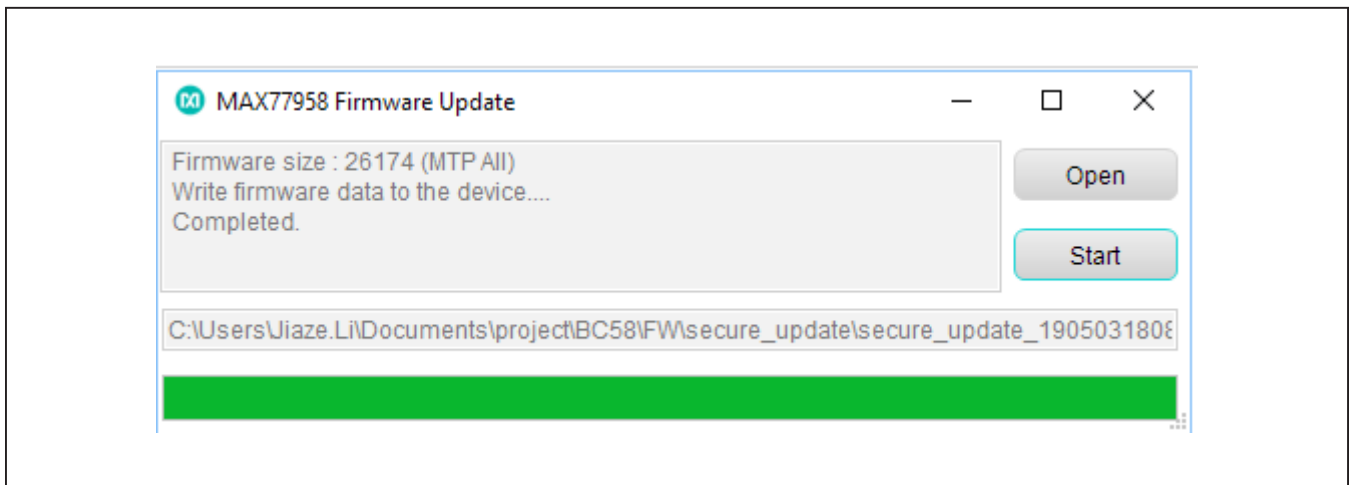 MAX77958 Firmware Update
Firmware size : 26174 (MTP All)
Write firmware data to the device....
Completed.
Open
Start
C:\Users\Jiaze.Li\Documents\project\BC58\FW\secure_update\secure_update_1905031808